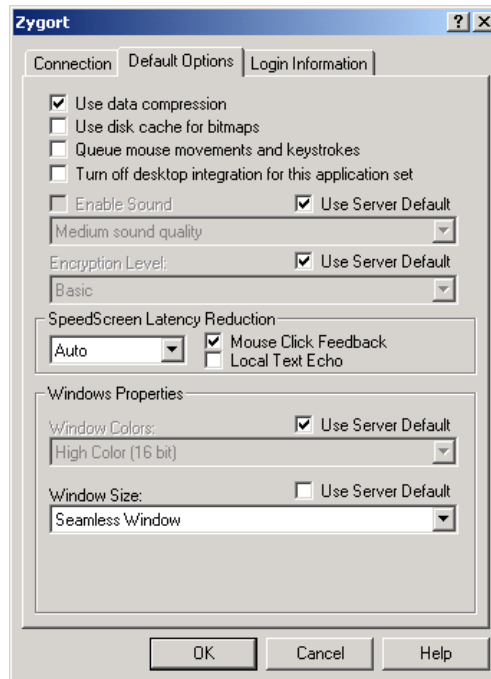 Zygort
Connection Default Options Login Information
Use data compression
Use disk cache for bitmaps
Queue mouse movements and keystrokes
Turn off desktop integration for this application set
Enable Sound Use Server Default
Medium sound quality
Encryption Level: Use Server Default
Basic
SpeedScreen Latency Reduction
Auto Mouse Click Feedback
Local Text Echo
Windows Properties
Window Colors: Use Server Default
High Color (16 bit)
Window Size: Use Server Default
Seamless Window
OK Cancel Help